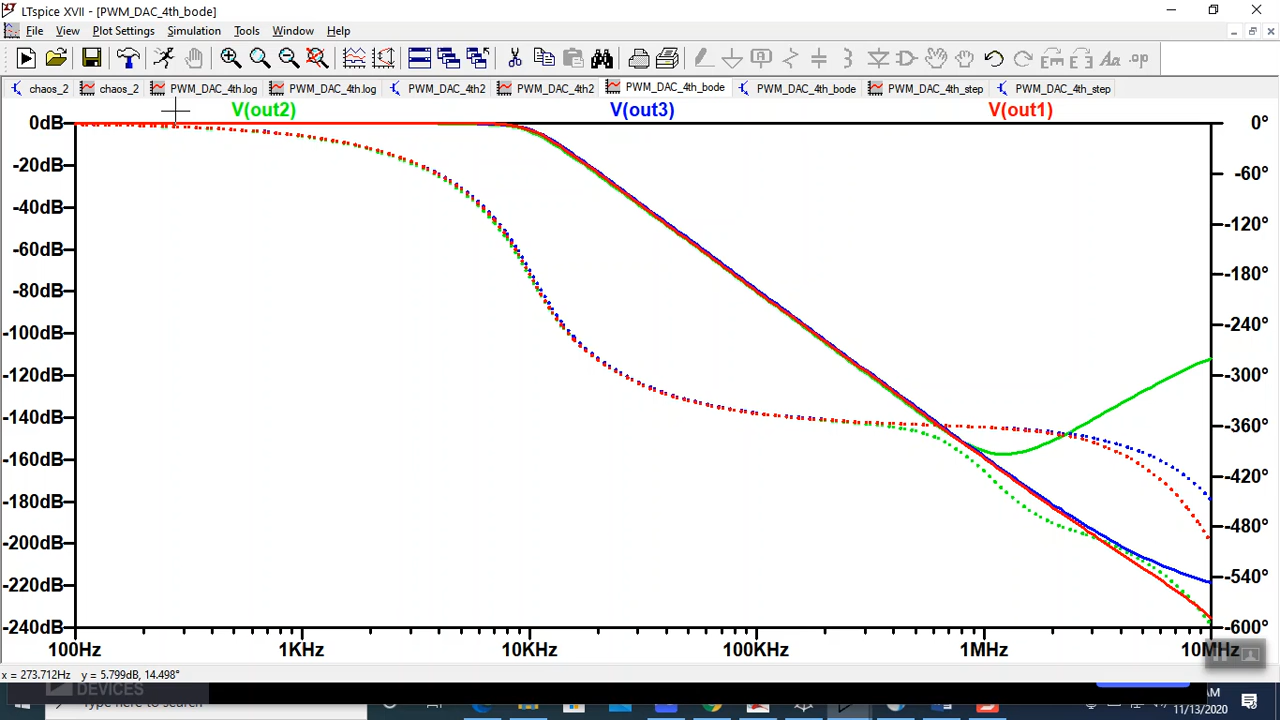 LTspice XVII - [PWM_DAC_4th_bode]
File View Plot Settings Simulation Tools Window Help
chaos_2 chaos_2 PWM_DAC_4th.log PWM_DAC_4th.log PWM_DAC_4th2 PWM_DAC_4th2 PWM_DAC_4th_bode PWM_DAC_4th_bode PWM_DAC_4th_step PWM_DAC_4th_step
V(out2) V(out3) V(out1)
0dB 0°
-20dB
-60°
-40dB
-120°
-60dB
-180°
-80dB
-240°
-100dB
-120dB -300°
-140dB -360°
-160dB
-420°
-180dB
-480°
-200dB
-540°
-220dB
-240dB -600°
100Hz 1KHz 10KHz 100KHz 1MHz 10MHz
x = 273.712Hz y = 5.799dB, 14.498°
DEVICES
AM
Type here to search
11/13/2020